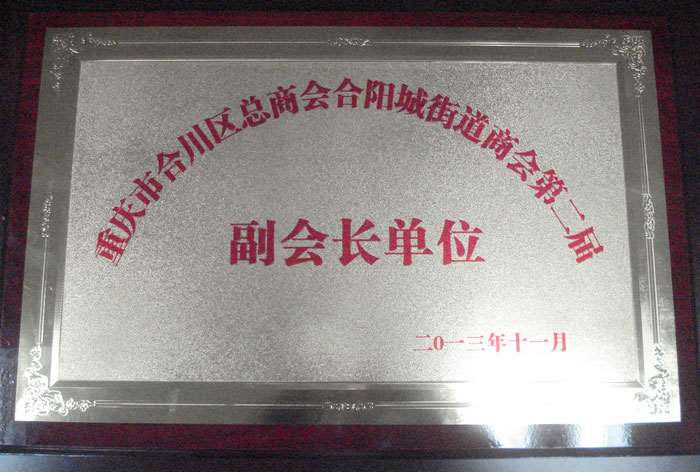 重庆市合川区总商会合阳城街道商会第二届
副会长单位
二0一三年十一月